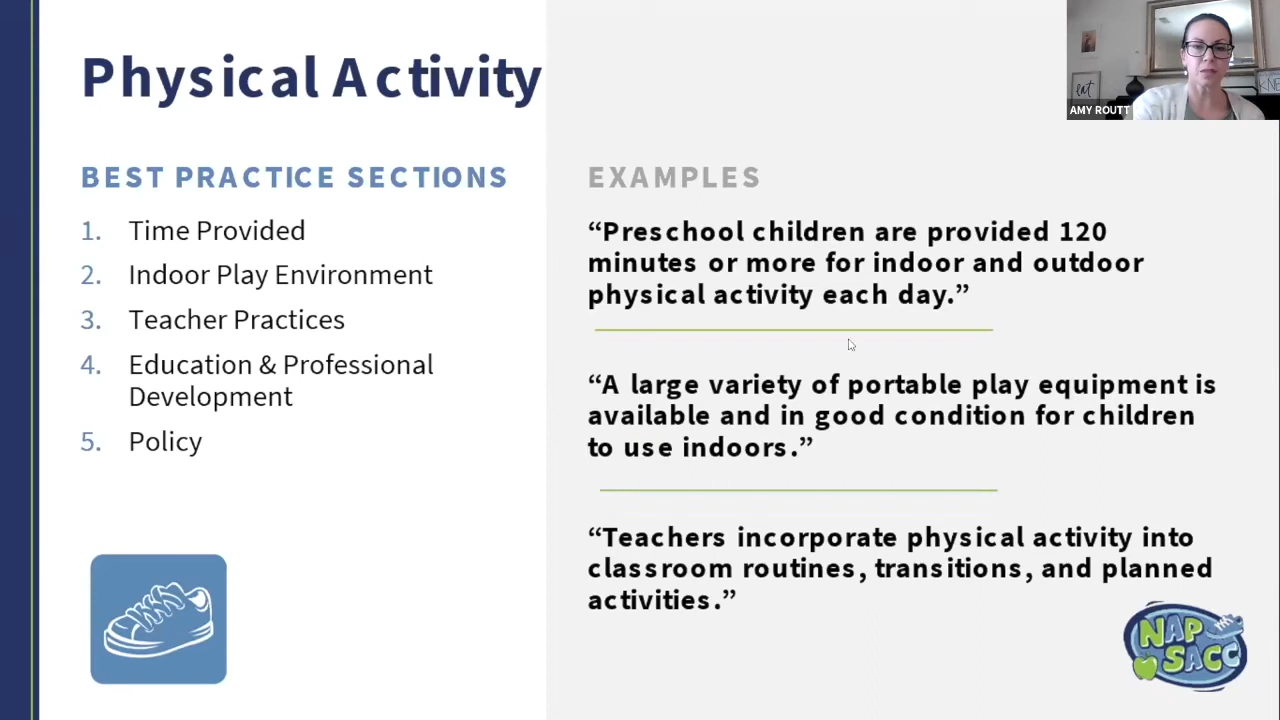 Physical Activity
BEST PRACTICE SECTIONS
1. Time Provided
2. Indoor Play Environment
3. Teacher Practices
4. Education & Professional
Development
5. Policy
EXAMPLES
“Preschool children are provided 120
minutes or more for indoor and outdoor
physical activity each day.”
“A large variety of portable play equipment is
available and in good condition for children
to use indoors.”
“Teachers incorporate physical activity into
classroom routines, transitions, and planned
activities.”
NAP
SACC
eat
KNE
AMY ROUTT